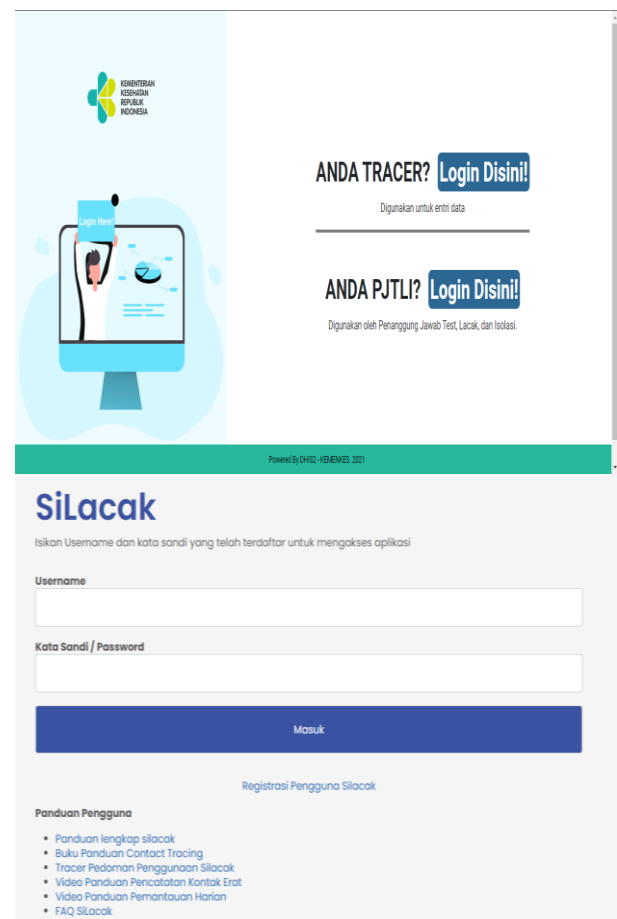 KEMENTERIAN
KESEHATAN
REPUBLIK
INDONESIA
Login Here!
ANDA TRACER? Login Disini!
Digunakan untuk entri data
ANDA PJTLI? Login Disini!
Digunakan oleh Penanggung Jawab Test, Lacak, dan Isolasi.
Powered By DHIS2 - KEMENKES. 2021
SiLacak
Isikan Username dan kata sandi yang telah terdaftar untuk mengakses aplikasi
Username
Kata Sandi / Password
Masuk
Registrasi Pengguna Silacak
Panduan Pengguna
Panduan lengkap silacak
Buku Panduan Contact Tracing
Tracer Pedoman Penggunaan Silacak
Video Panduan Pencatatan Kontak Erat
Video Panduan Pemantauan Harian
FAQ SiLacak